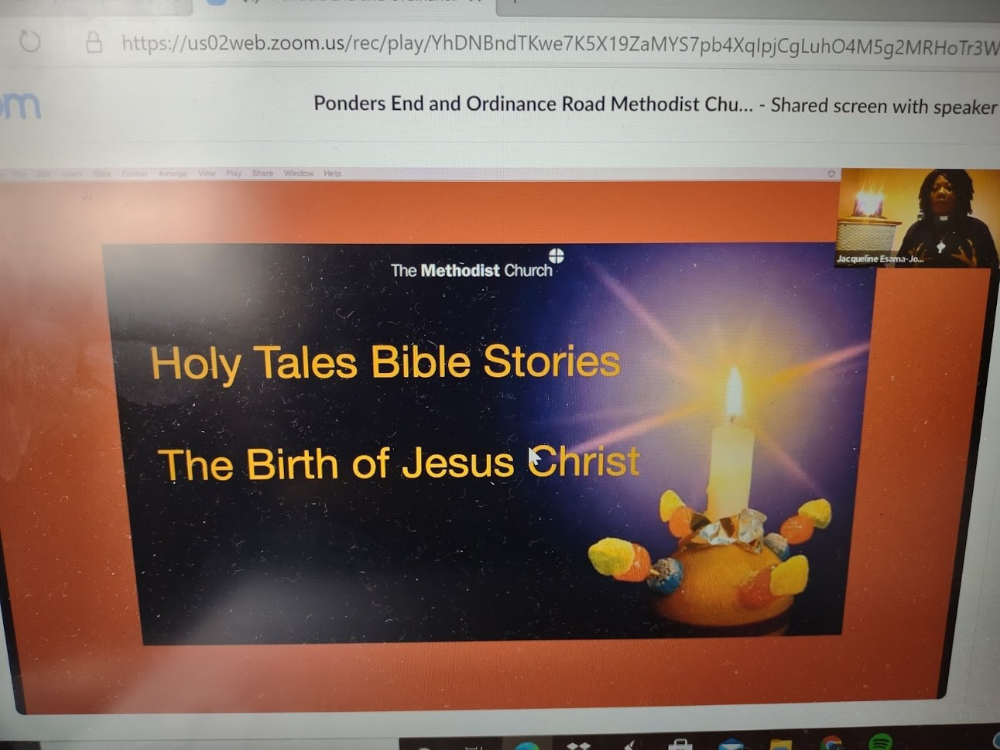 https://us02web.zoom.us/rec/play/YhDNBndTKwe7K5X19ZaMYS7pb4XqIpjCgLuhO4M5g2MRHoTr3W
om
Ponders End and Ordinance Road Methodist Chu... - Shared screen with speaker
Slide Format Arrange View Play Share Window Help
Jacqueline Esama-Jo...
The Methodist Church
Holy Tales Bible Stories
The Birth of Jesus Christ